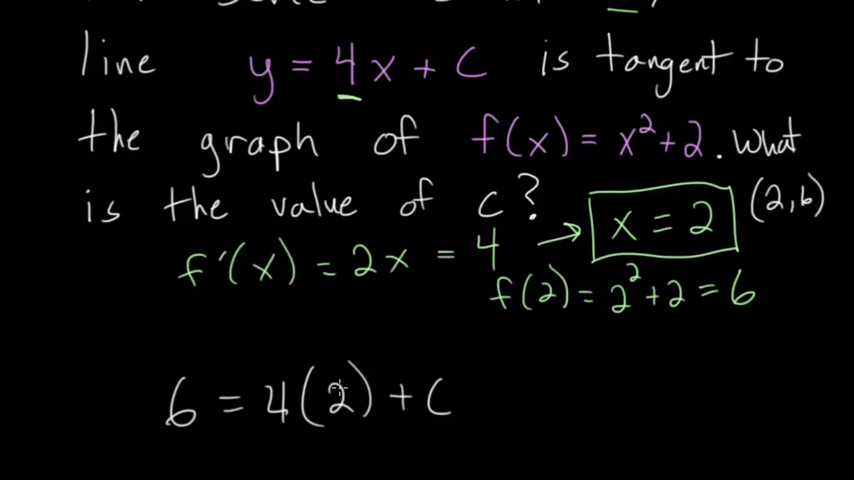 line y = 4x + c is tangent to
the graph of f(x) = x² + 2. What
is the value of c?
(2,6)
f'(x) = 2x = 4 → x = 2
f(2) = 2² + 2 = 6
6 = 4(2) + c